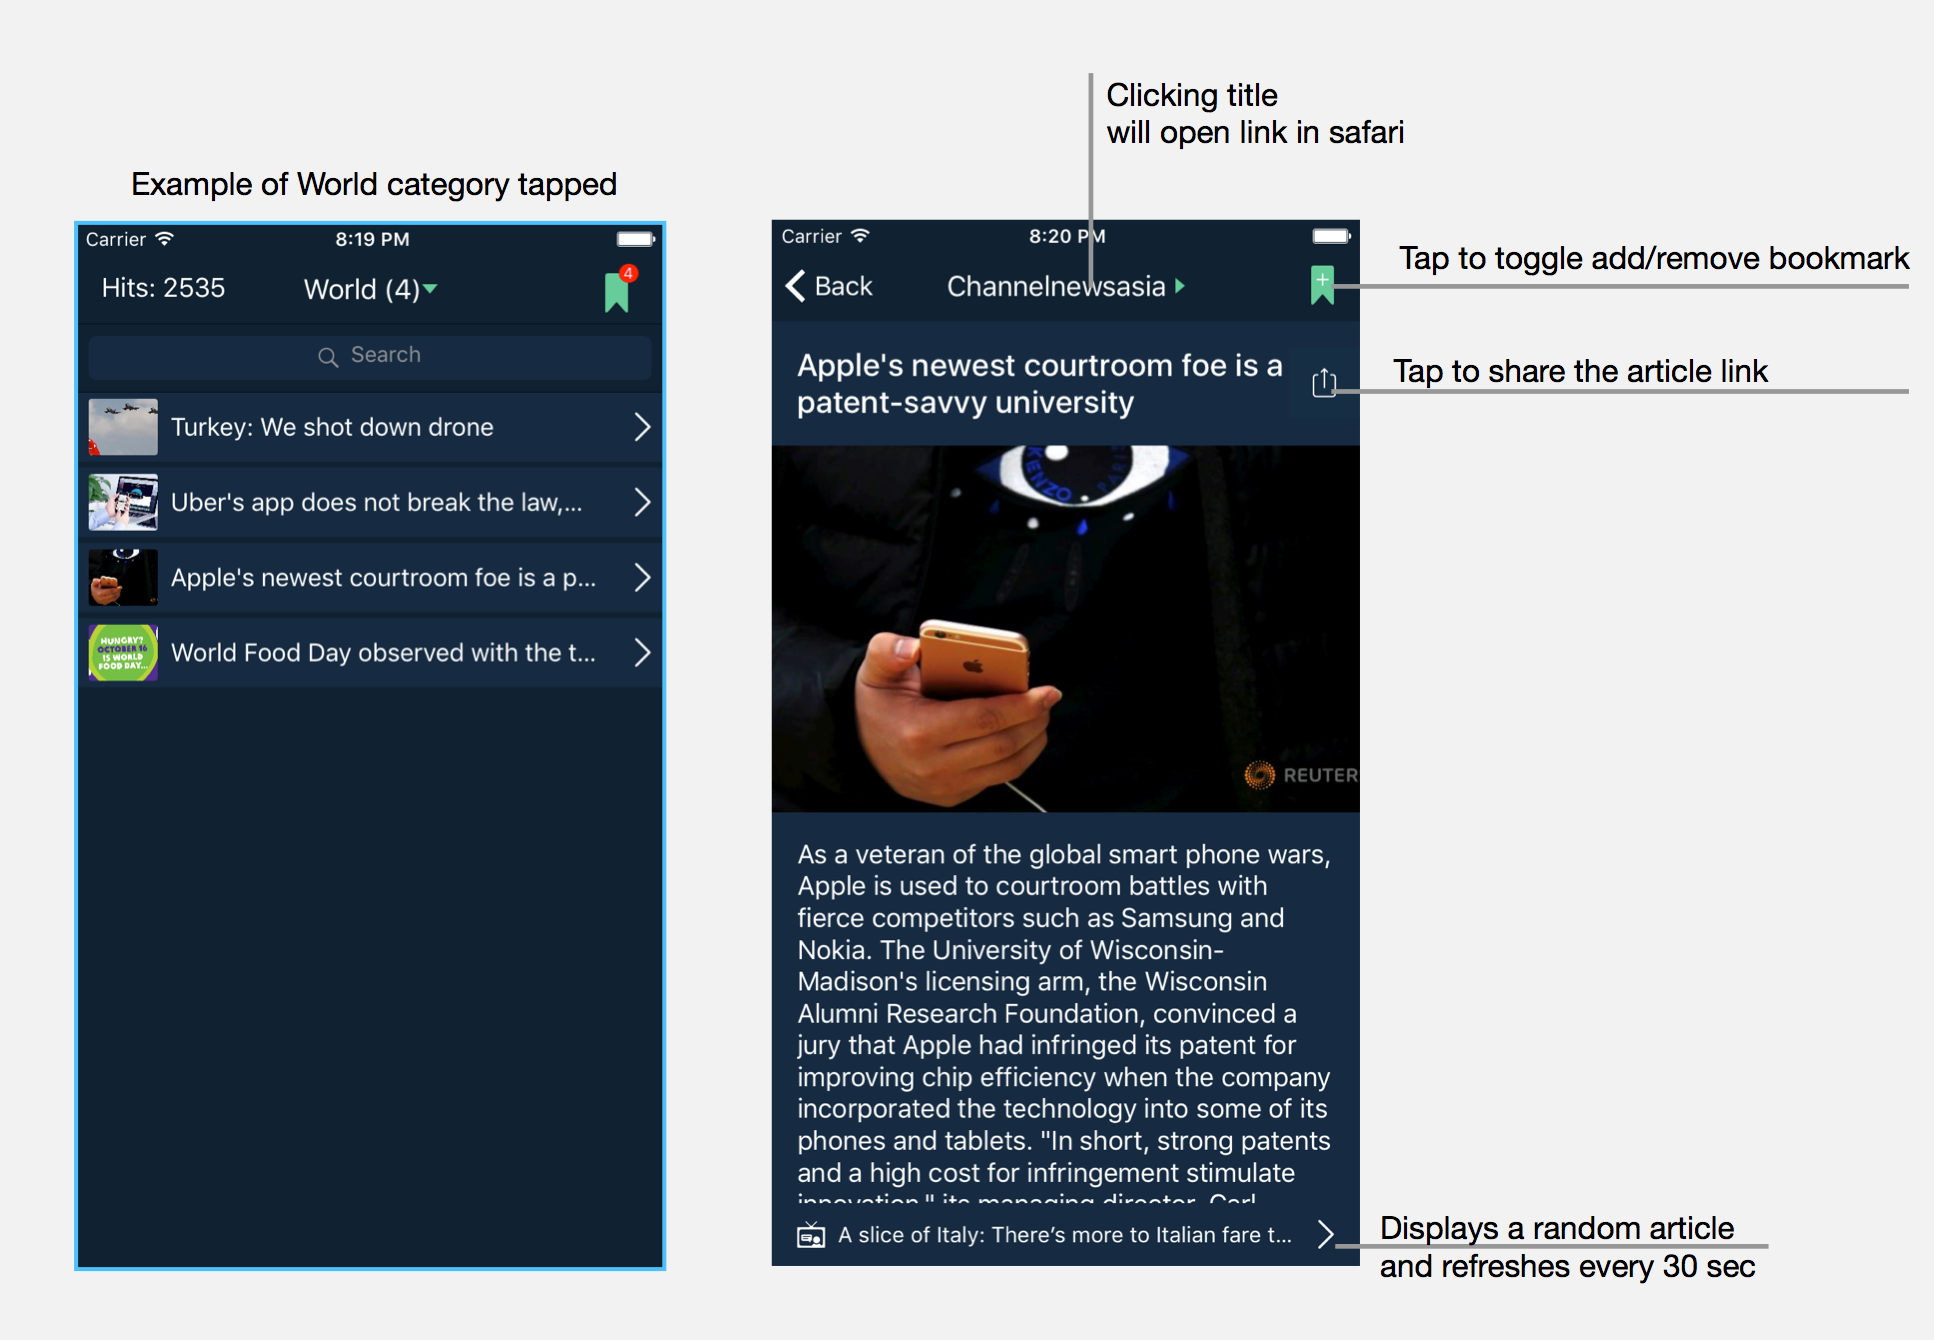 Clicking title
will open link in safari
Example of World category tapped
Carrier
8:19 PM
Hits: 2535
World (4)
4
Search
Turkey: We shot down drone
Uber's app does not break the law,...
Apple's newest courtroom foe is a p...
HUNGRY?
OCTOBER 16
IS WORLD
FOOD DAY...
World Food Day observed with the t...
Carrier
8:20 PM
Back
Channelnewsasia
Tap to toggle add/remove bookmark
Apple's newest courtroom foe is a
patent-savvy university
Tap to share the article link
KENZO
PARIS
REUTER
As a veteran of the global smart phone wars,
Apple is used to courtroom battles with
fierce competitors such as Samsung and
Nokia. The University of Wisconsin-
Madison's licensing arm, the Wisconsin
Alumni Research Foundation, convinced a
jury that Apple had infringed its patent for
improving chip efficiency when the company
incorporated the technology into some of its
phones and tablets. "In short, strong patents
and a high cost for infringement stimulate
innovation," its managing director, Carl
A slice of Italy: There's more to Italian fare t...
Displays a random article
and refreshes every 30 sec